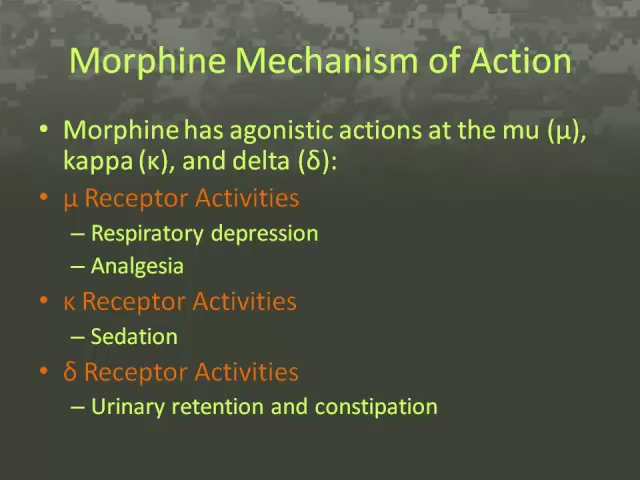 Morphine Mechanism of Action
• Morphine has agonistic actions at the mu (μ),
kappa (κ), and delta (δ):
• μ Receptor Activities
– Respiratory depression
– Analgesia
• κ Receptor Activities
– Sedation
• δ Receptor Activities
– Urinary retention and constipation